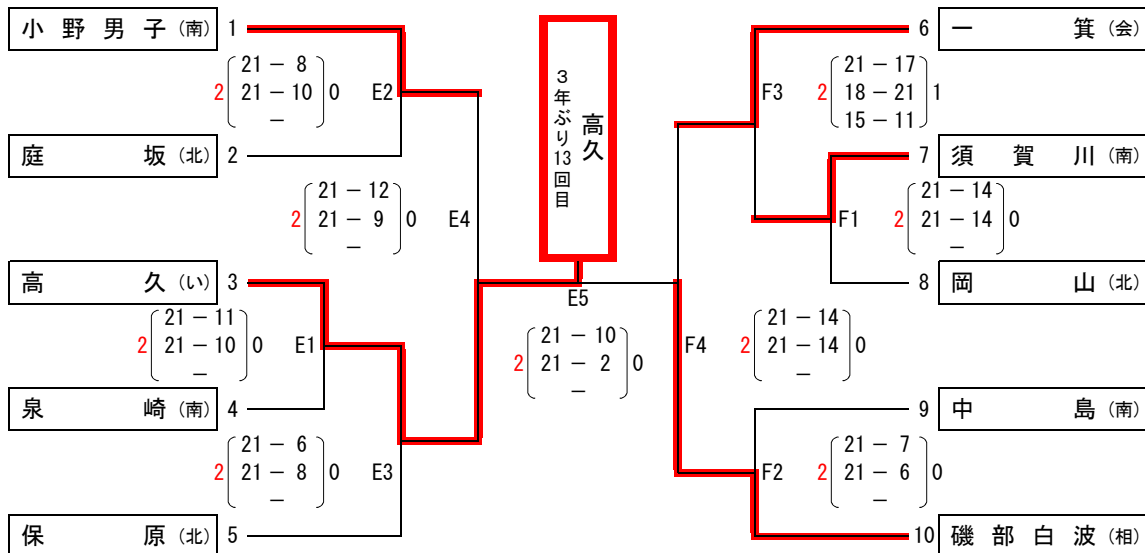 小野男子(南) 1
21 - 8
2 21 - 10 0 E2
-
庭坂(北) 2
21 - 12
2 21 - 9 0 E4
-
高久(い) 3
21 - 11
2 21 - 10 0 E1
-
泉崎(南) 4
21 - 6
2 21 - 8 0 E3
-
保原(北) 5
高久
3年ぶり13回目
E5
21 - 10
2 21 - 2 0
-
6 一箕(会)
21 - 17
F3 2 18 - 21 1
15 - 11
7 須賀川(南)
21 - 14
F1 2 21 - 14 0
-
8 岡山(北)
21 - 14
F4 2 21 - 14 0
-
9 中島(南)
21 - 7
F2 2 21 - 6 0
-
10 磯部白波(相)